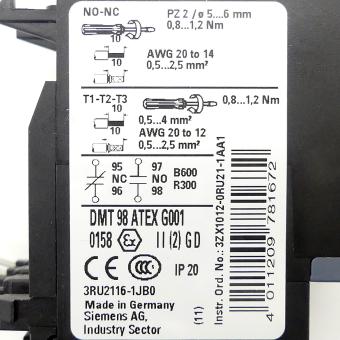 NO-NC
PZ 2 / ø 5...6 mm
0,8...1,2 Nm
10
10
AWG 20 to 14
0,5...2,5 mm²
T1-T2-T3
0,8...1,2 Nm
10
0,5...4 mm²
AWG 20 to 12
10
0,5...2,5 mm²
95
NC
96
97
NO
98
B600
R300
DMT 98 ATEX G001
0158 Ex II (2) G D
IP 20
3RU2116-1JB0
Made in Germany
Siemens AG,
Industry Sector
(11)
Instr. Ord. No.: 3ZX1012-0RU21-1AA1
4 011209 781672